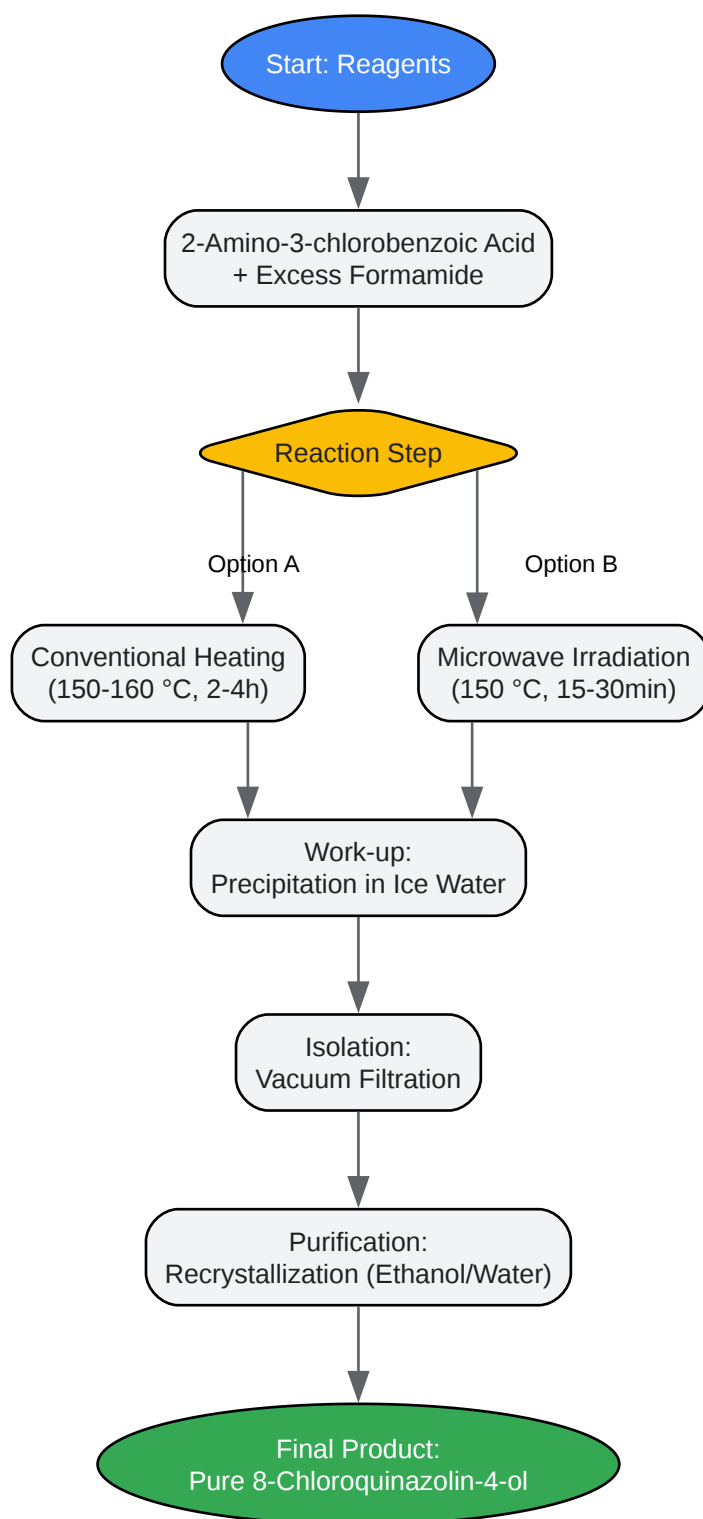 Start: Reagents
2-Amino-3-chlorobenzoic Acid
+ Excess Formamide
Reaction Step
Option A
Option B
Conventional Heating
(150-160 °C, 2-4h)
Microwave Irradiation
(150 °C, 15-30min)
Work-up:
Precipitation in Ice Water
Isolation:
Vacuum Filtration
Purification:
Recrystallization (Ethanol/Water)
Final Product:
Pure 8-Chloroquinazolin-4-ol